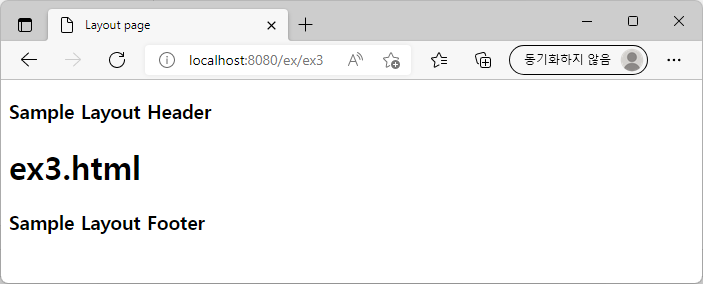 Layout page
localhost:8080/ex/ex3
동기화하지 않음
Sample Layout Header
ex3.html
Sample Layout Footer